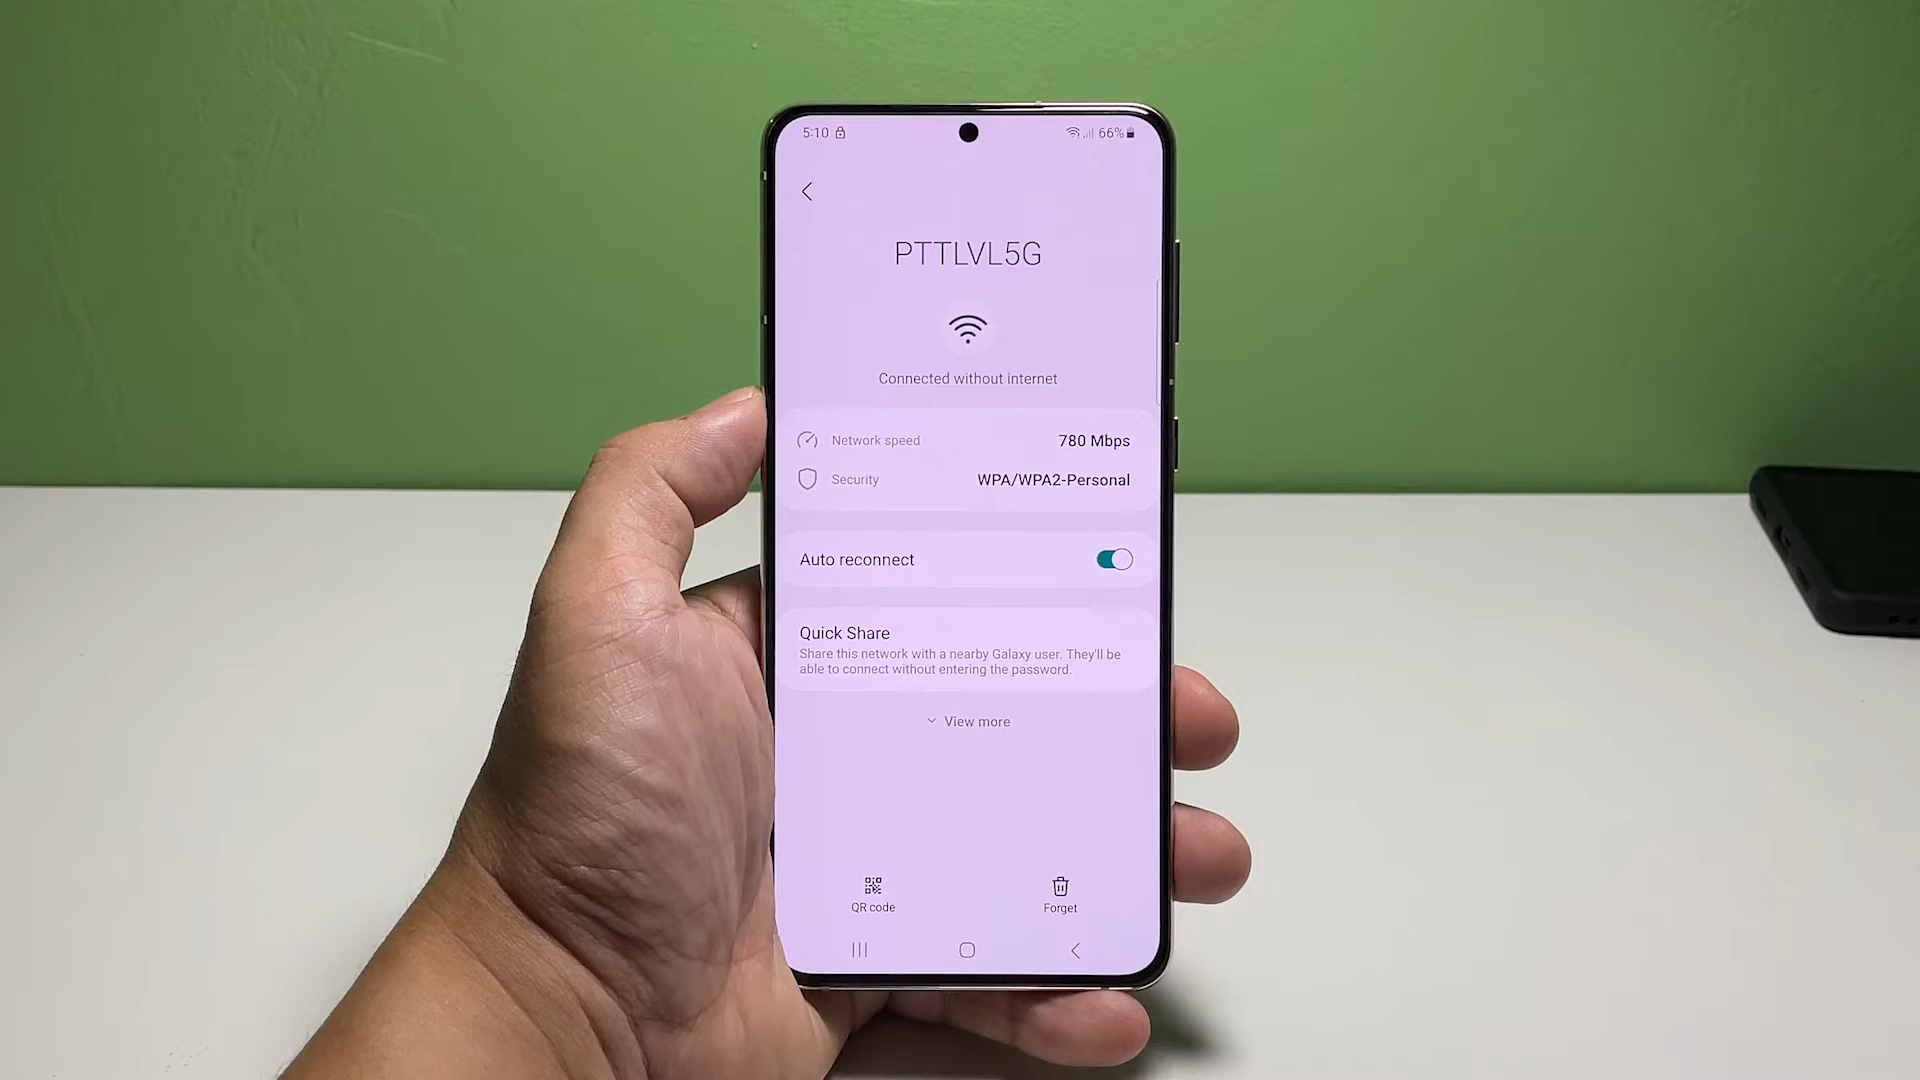 5:10 66%
PTTLVL5G
Connected without internet
Network speed 780 Mbps
Security WPA/WPA2-Personal
Auto reconnect
Quick Share
Share this network with a nearby Galaxy user. They'll be
able to connect without entering the password.
View more
QR code Forget